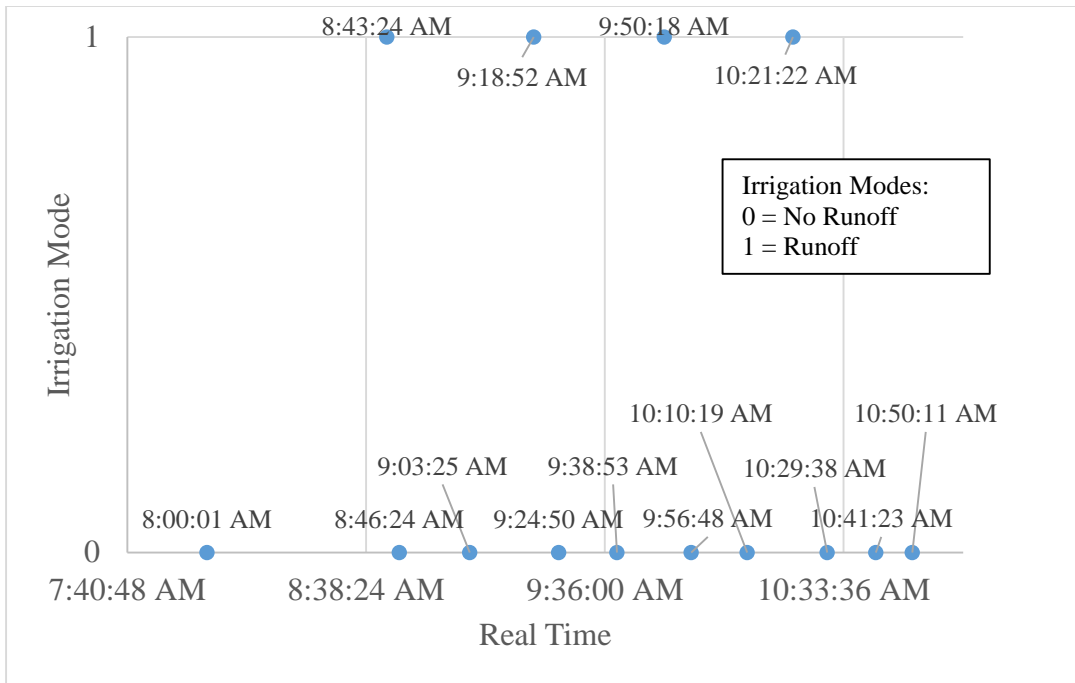 1
8:43:24 AM
9:50:18 AM
9:18:52 AM
10:21:22 AM
Irrigation Modes:
0 = No Runoff
1 = Runoff
Irrigation Mode
10:10:19 AM
10:50:11 AM
9:03:25 AM
9:38:53 AM
10:29:38 AM
8:00:01 AM
8:46:24 AM
9:24:50 AM
9:56:48 AM
10:41:23 AM
0
7:40:48 AM
8:38:24 AM
9:36:00 AM
10:33:36 AM
Real Time